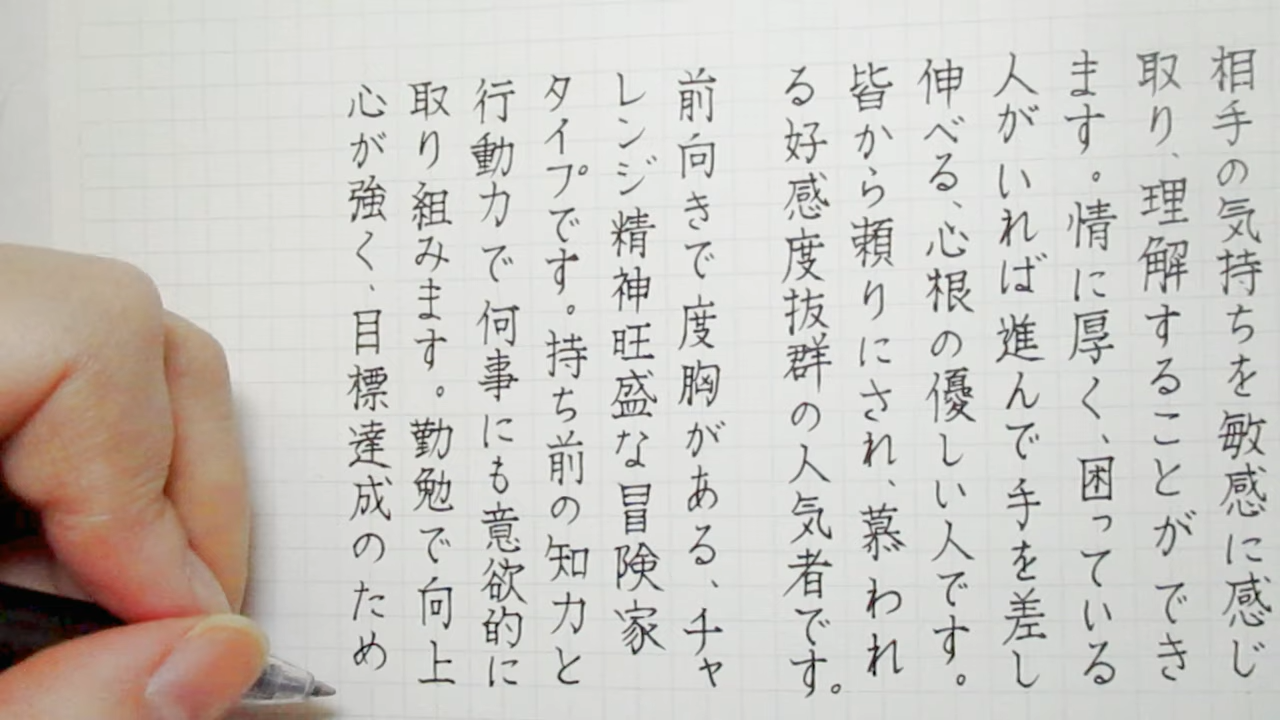 相手の気持ちを敏感に感じ
取り、理解することができ
ます。情に厚く、困っている
人がいれば進んで手を差し
伸べる、心根の優しい人です。
皆から頼りにされ、慕われ
る好感度抜群の人気者です。
前向きで度胸がある、チャ
レンジ精神旺盛な冒険家
タイプです。持ち前の知力と
行動力で何事にも意欲的に
取り組みます。勤勉で向上
心が強く、目標達成のため